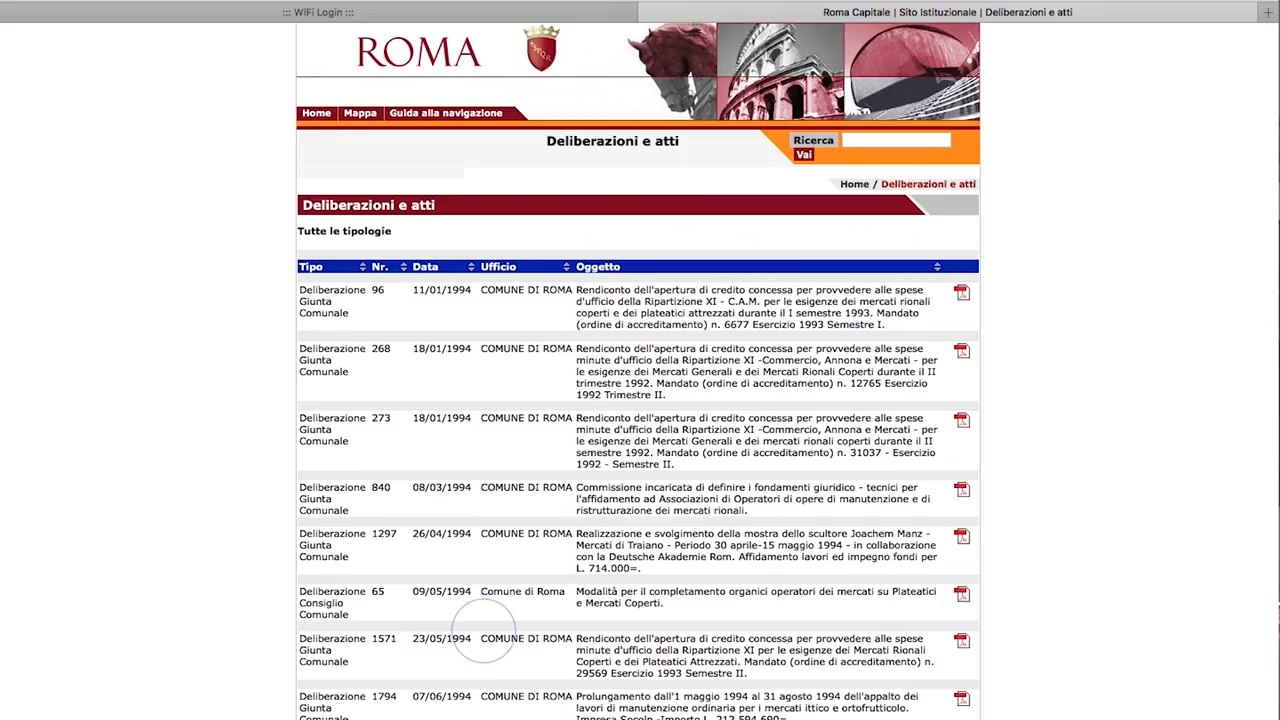 ::: WiFi Login :::
Roma Capitale | Sito Istituzionale | Deliberazioni e atti
ROMA
Home Mappa Guida alla navigazione
Deliberazioni e atti
Ricerca
Vai
Home / Deliberazioni e atti
Deliberazioni e atti
Tutte le tipologie
Tipo Nr. Data Ufficio Oggetto
Deliberazione 96 11/01/1994 COMUNE DI ROMA Rendiconto dell'apertura di credito concessa per provvedere alle spese
Giunta d'ufficio della Ripartizione XI - C.A.M. per le esigenze dei mercati rionali
Comunale coperti e dei plateatici attrezzati durante il I semestre 1993. Mandato
(ordine di accreditamento) n. 6677 Esercizio 1993 Semestre I.
Deliberazione 268 18/01/1994 COMUNE DI ROMA Rendiconto dell'apertura di credito concessa per provvedere alle spese
Giunta minute d'ufficio della Ripartizione XI -Commercio, Annona e Mercati - per
Comunale le esigenze dei Mercati Generali e dei Mercati Rionali Coperti durante il II
trimestre 1992. Mandato (ordine di accreditamento) n. 12765 Esercizio
1992 Trimestre II.
Deliberazione 273 18/01/1994 COMUNE DI ROMA Rendiconto dell'apertura di credito concessa per provvedere alle spese
Giunta minute d'ufficio della Ripartizione XI -Commercio, Annona e Mercati - per
Comunale le esigenze dei Mercati Generali e dei mercati rionali coperti durante il II
semestre 1992. Mandato (ordine di accreditamento) n. 31037 - Esercizio
1992 - Semestre II.
Deliberazione 840 08/03/1994 COMUNE DI ROMA Commissione incaricata di definire i fondamenti giuridico - tecnici per
Giunta l'affidamento ad Associazioni di Operatori di opere di manutenzione e di
Comunale ristrutturazione dei mercati rionali.
Deliberazione 1297 26/04/1994 COMUNE DI ROMA Realizzazione e svolgimento della mostra dello scultore Joachem Manz -
Giunta Mercati di Traiano - Periodo 30 aprile-15 maggio 1994 - in collaborazione
Comunale con la Deutsche Akademie Rom. Affidamento lavori ed impegno fondi per
L. 714.000=.
Deliberazione 65 09/05/1994 Comune di Roma Modalità per il completamento organici operatori dei mercati su Plateatici
Consiglio e Mercati Coperti.
Comunale
Deliberazione 1571 23/05/1994 COMUNE DI ROMA Rendiconto dell'apertura di credito concessa per provvedere alle spese
Giunta minute d'ufficio della Ripartizione XI per le esigenze dei Mercati Rionali
Comunale Coperti e dei Plateatici Attrezzati. Mandato (ordine di accreditamento) n.
29569 Esercizio 1993 Semestre II.
Deliberazione 1794 07/06/1994 COMUNE DI ROMA Prolungamento dall'1 maggio 1994 al 31 agosto 1994 dell'appalto dei
Giunta lavori di manutenzione ordinaria per i mercati ittico e ortofrutticolo.
Comunale Impresa Socoln -Importo L. 212.594.690=